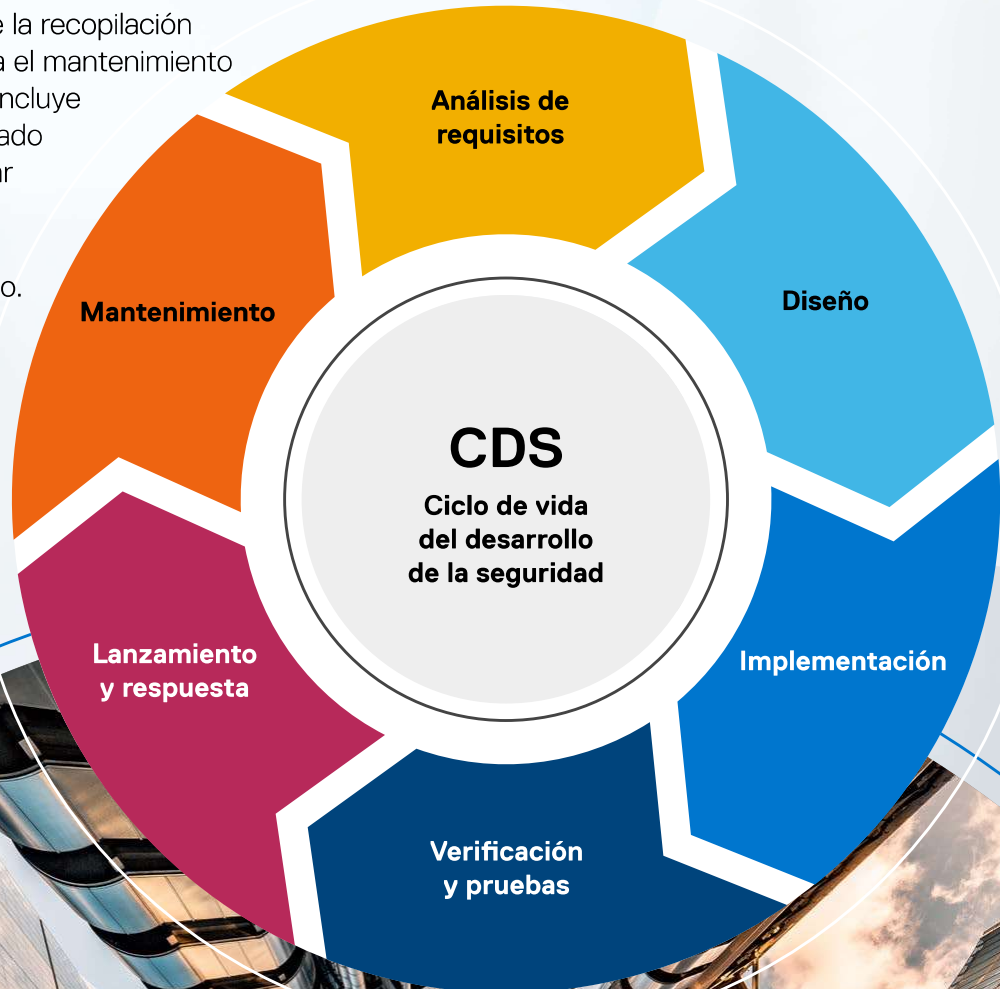 la recopilación
el mantenimiento
ncluye
ado
ar
o.
Análisis de
requisitos
Diseño
Implementación
Verificación
y pruebas
Lanzamiento
y respuesta
Mantenimiento
CDS
Ciclo de vida
del desarrollo
de la seguridad